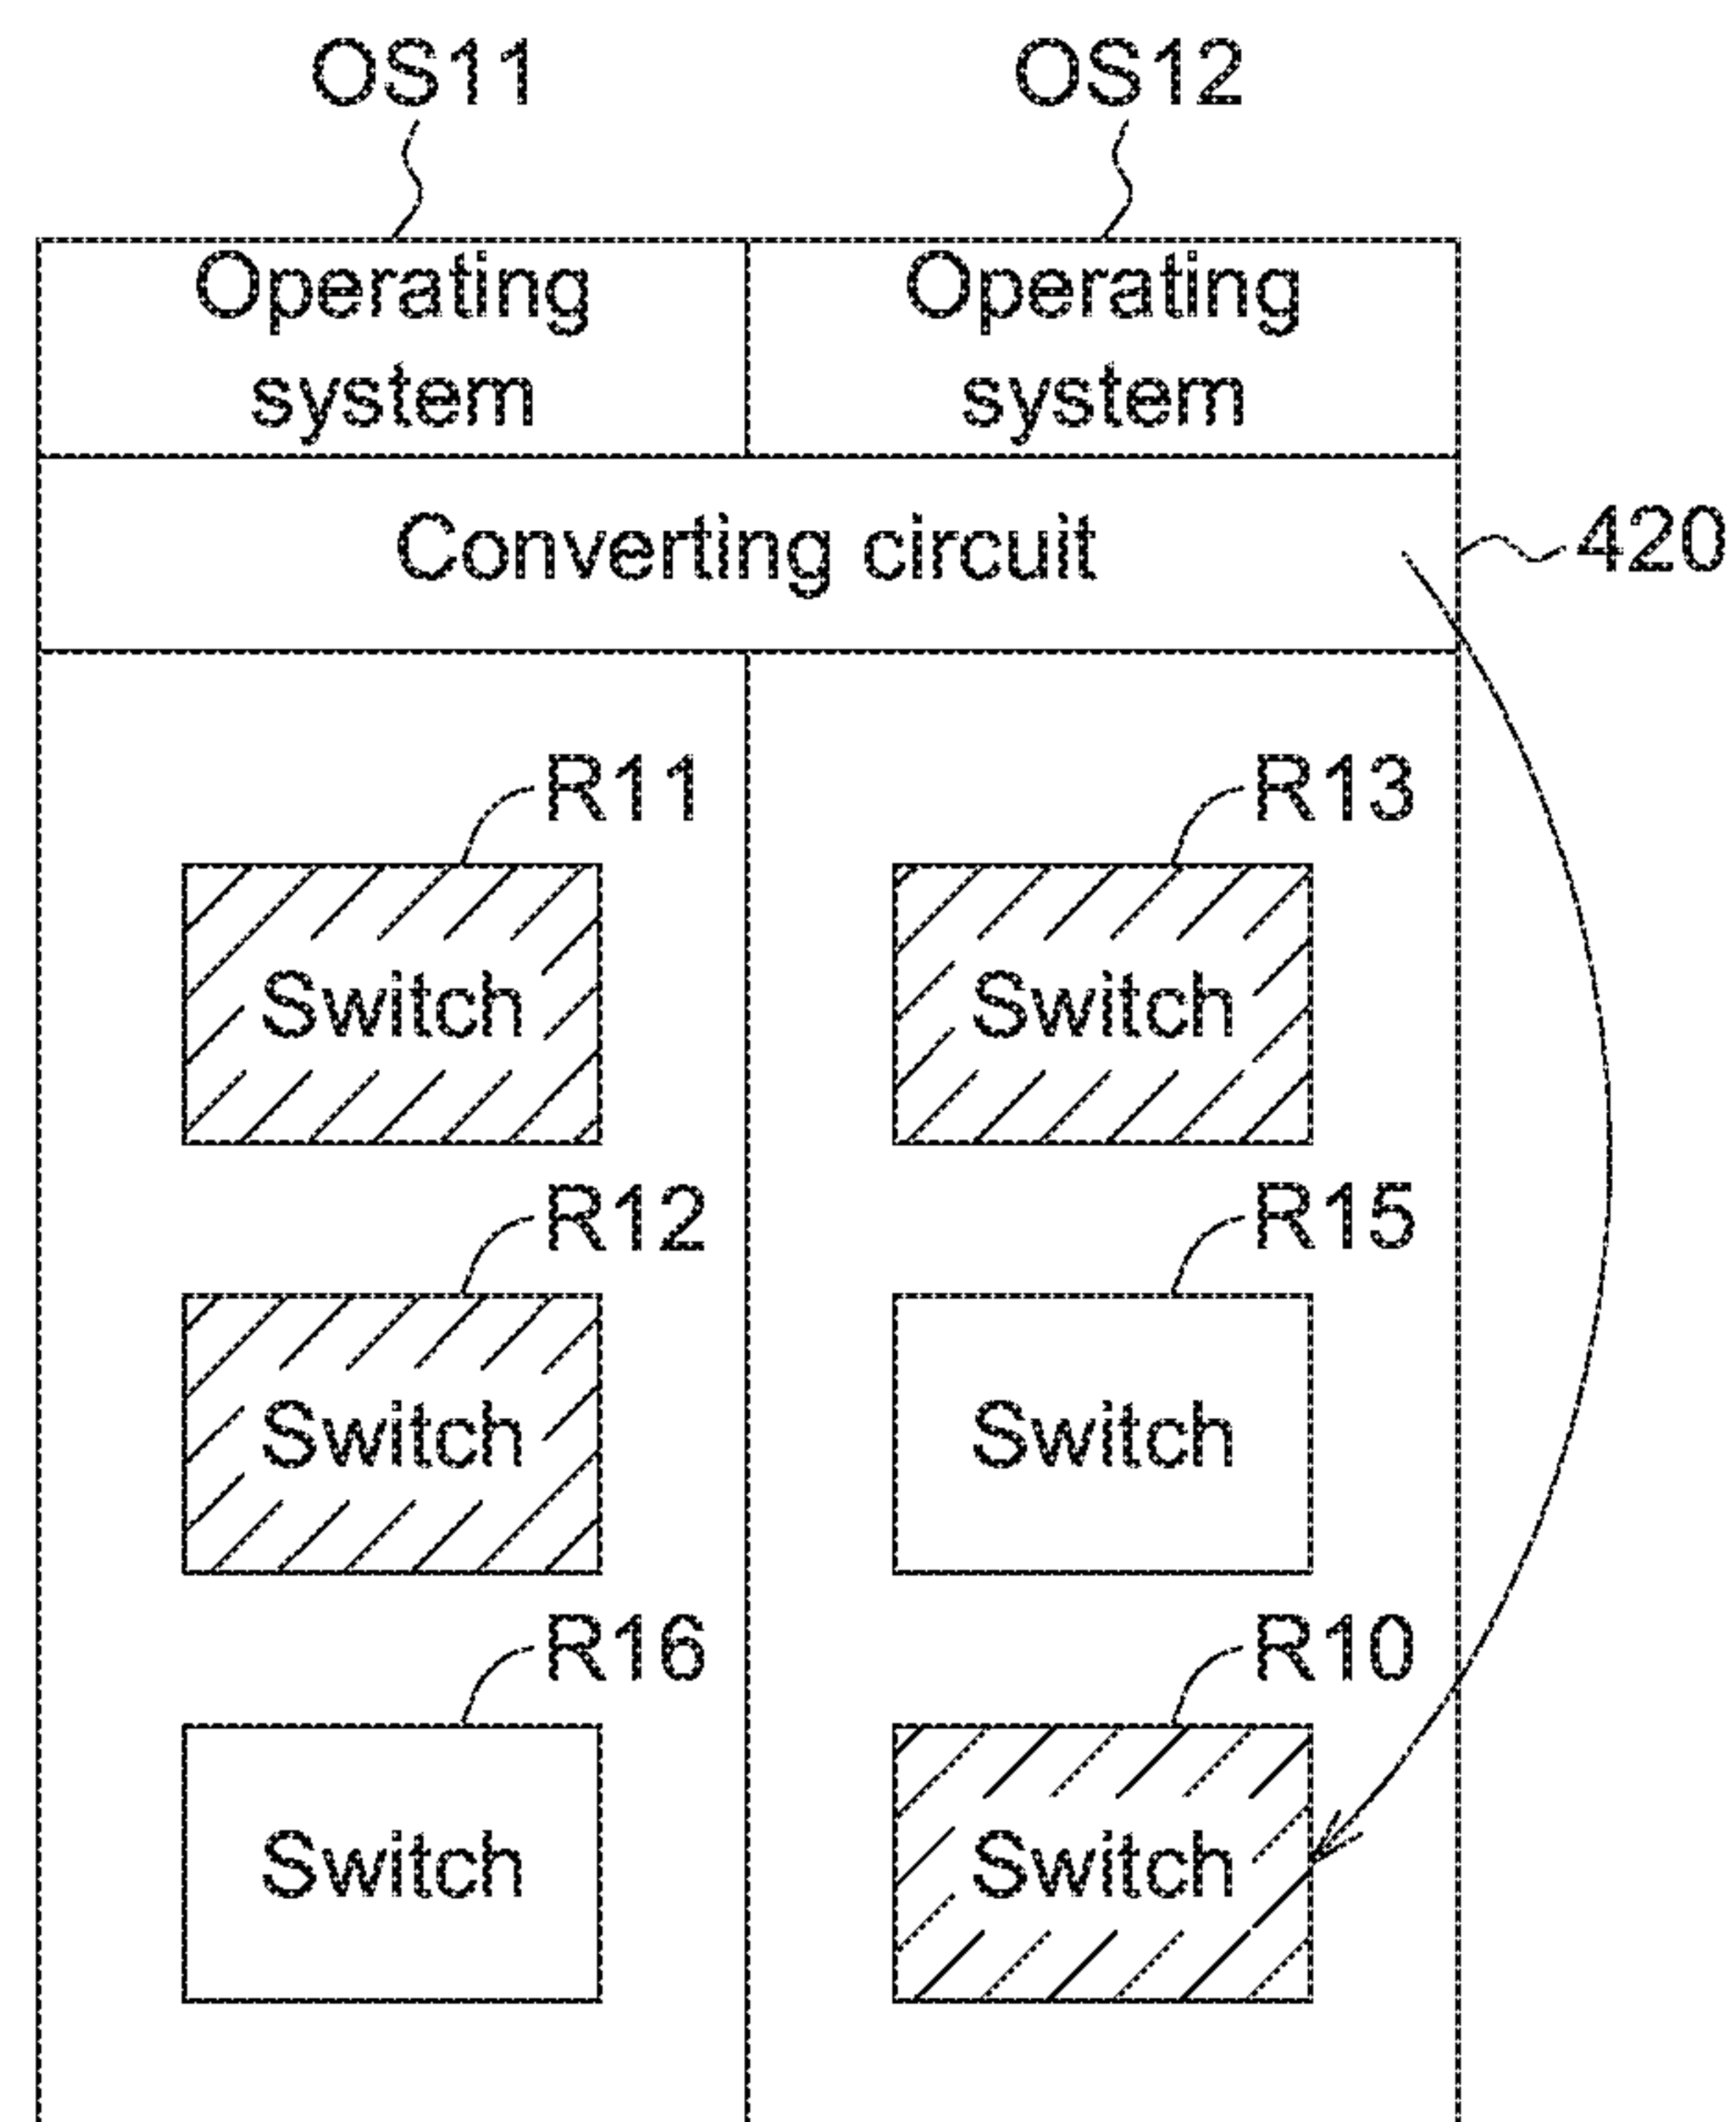 OS11 OS12
Operating Operating
system system
Converting circuit 420
R11 R13
Switch Switch
R12 R15
Switch Switch
R16 R10
Switch Switch